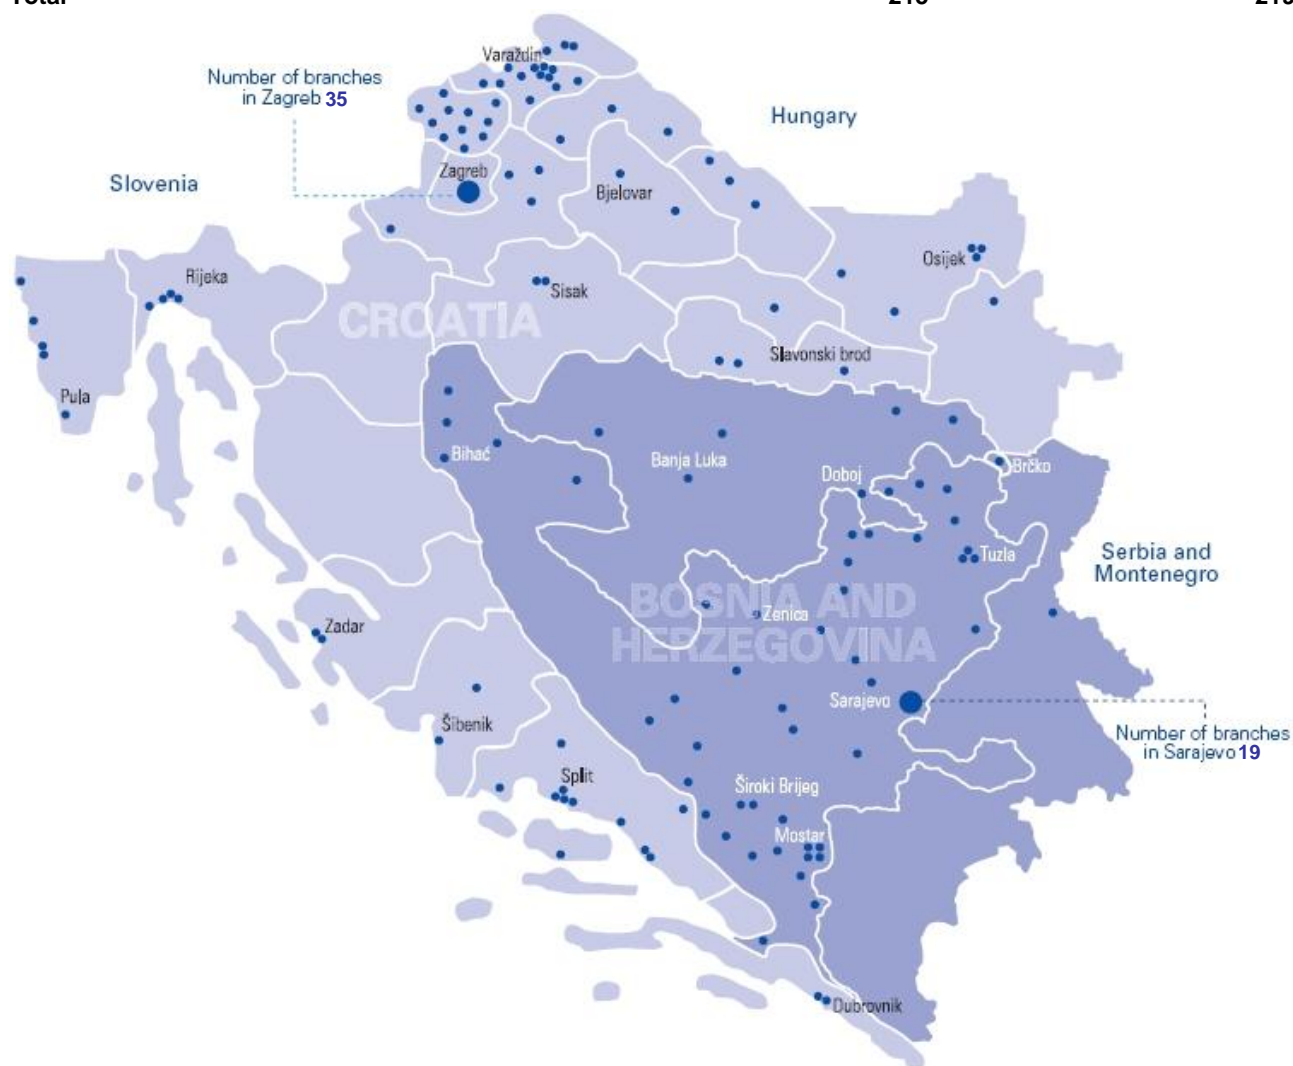 Varaždin
Number of branches
in Zagreb 35
Hungary
Zagreb
Slovenia
Bjelovar
Osijek
Rijeka
Sisak
CROATIA
Slavonski brod
Pula
Bihać
Banja Luka
Brčko
Doboj
Serbia and
Montenegro
Tuzla
BOSNIA AND
HERZEGOVINA
Zenica
Zadar
Sarajevo
Šibenik
Number of branches
in Sarajevo 19
Split
Široki Brijeg
Mostar
Dubrovnik